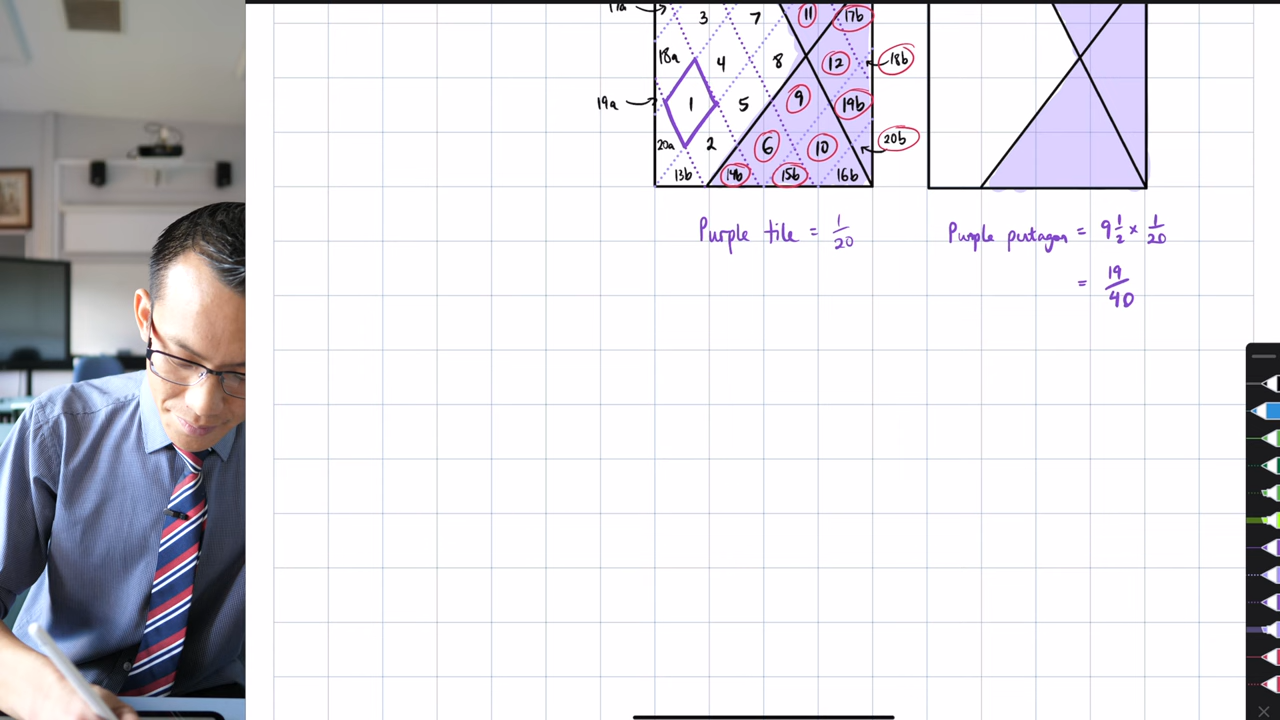 3 7 11 17b
18a 4 8 12 18b
19a 1 5 9 19b
20a 2 6 10 20b
13b 14b 15b 16b
Purple tile = 1/20
Purple pentagon = 9 1/2 × 1/20
= 19/40